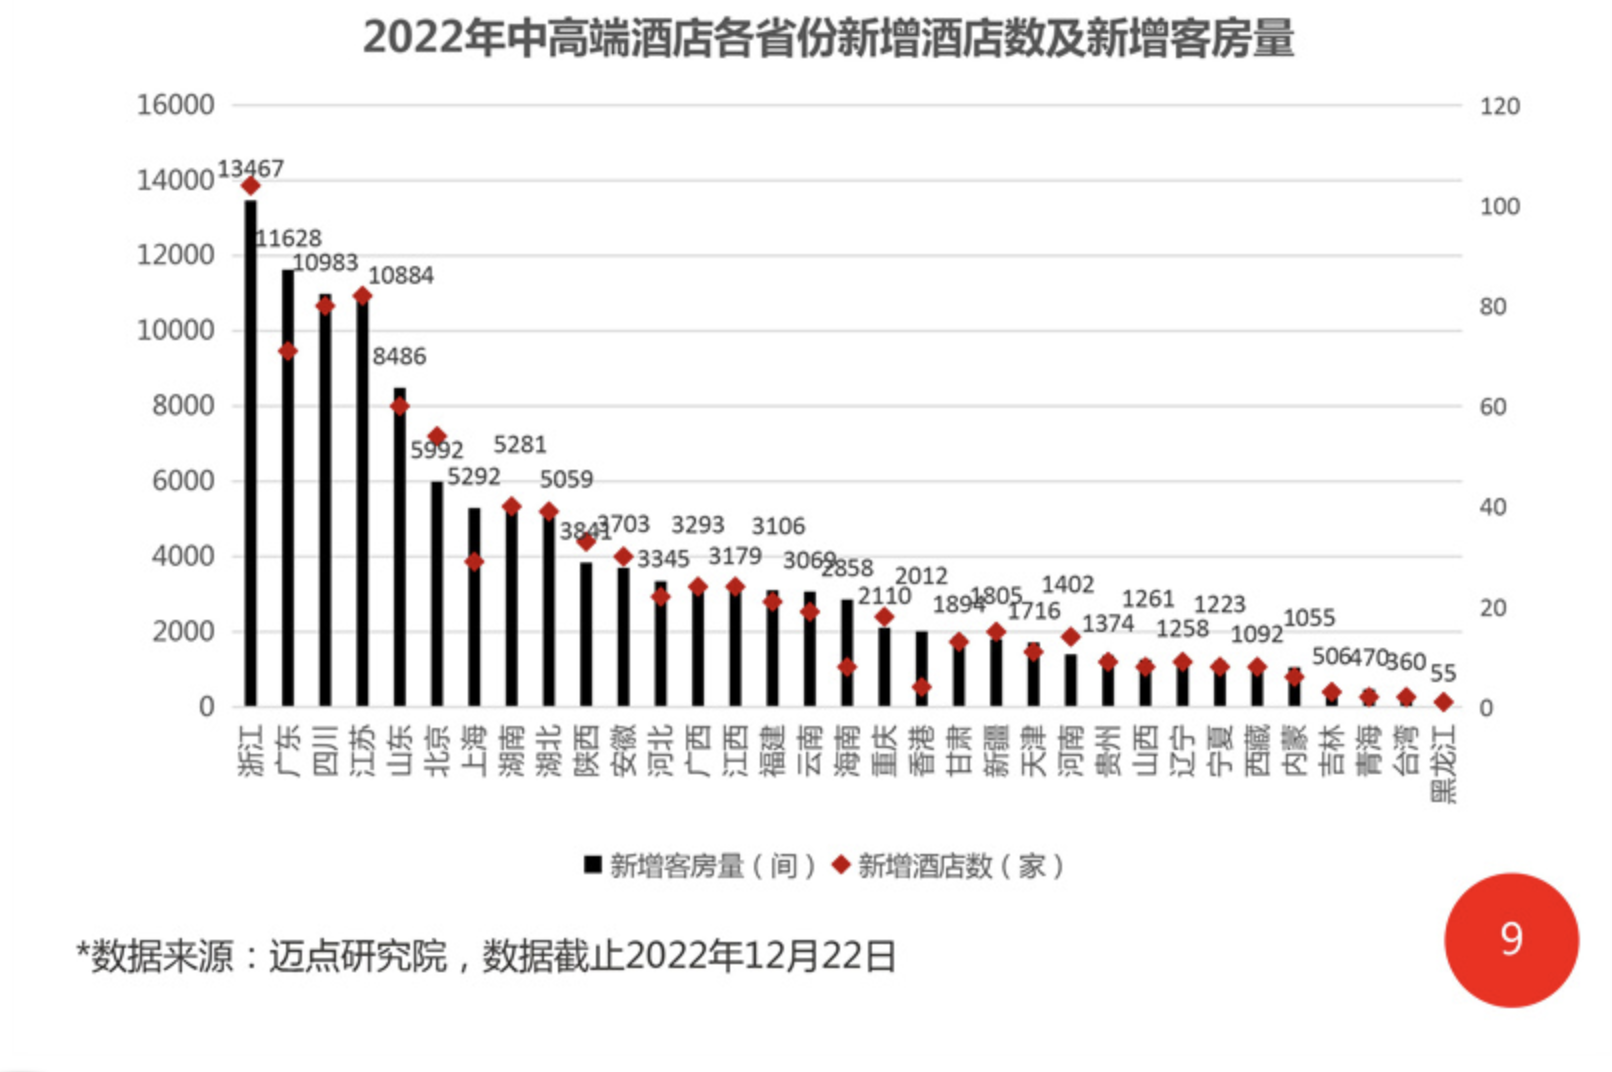 2022年中高端酒店各省份新增酒店数及新增客房量
16000
14000
12000
10000
8000
6000
4000
2000
0
120
100
80
60
40
20
0
13467
11628
10983
10884
8486
5992
5292
5281
5059
3841
3703
3345
3293
3179
3106
3069
2858
2110
2012
1894
1805
1716
1402
1374
1261
1258
1223
1092
1055
506
470
360
55
浙江
广东
四川
江苏
山东
北京
上海
湖南
湖北
陕西
安徽
河北
广西
江西
福建
云南
海南
重庆
香港
甘肃
新疆
天津
河南
贵州
山西
辽宁
宁夏
西藏
内蒙
吉林
青海
台湾
黑龙江
新增客房量（间） 新增酒店数（家）
*数据来源：迈点研究院，数据截止2022年12月22日
9